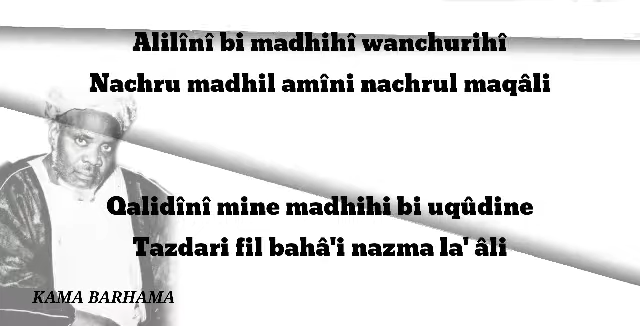 Alilînî bi madhihî wanchurihî
Nachru madhil amîni nachrul maqâli
Qalidînî mine madhihi bi uqûdine
Tazdari fil bahâ'i nazma la' âli
KAMA BARHAMA